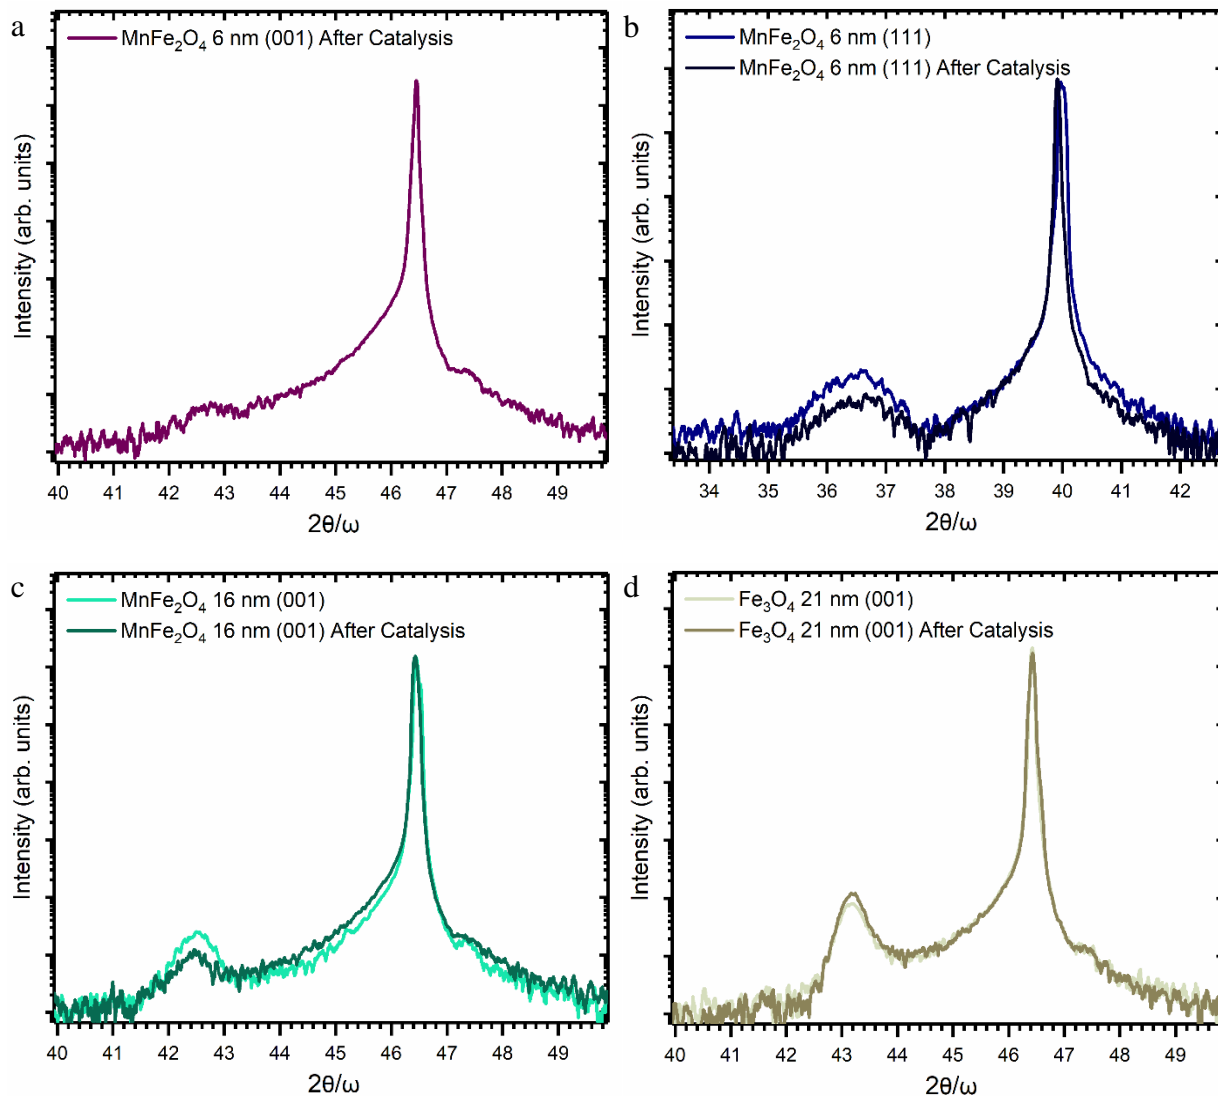 a
MnFe₂O₄ 6 nm (001) After Catalysis
Intensity (arb. units)
40 41 42 43 44 45 46 47 48 49
2θ/ω
b
MnFe₂O₄ 6 nm (111)
MnFe₂O₄ 6 nm (111) After Catalysis
Intensity (arb. units)
34 35 36 37 38 39 40 41 42
2θ/ω
c
MnFe₂O₄ 16 nm (001)
MnFe₂O₄ 16 nm (001) After Catalysis
Intensity (arb. units)
40 41 42 43 44 45 46 47 48 49
2θ/ω
d
Fe₃O₄ 21 nm (001)
Fe₃O₄ 21 nm (001) After Catalysis
Intensity (arb. units)
40 41 42 43 44 45 46 47 48 49
2θ/ω